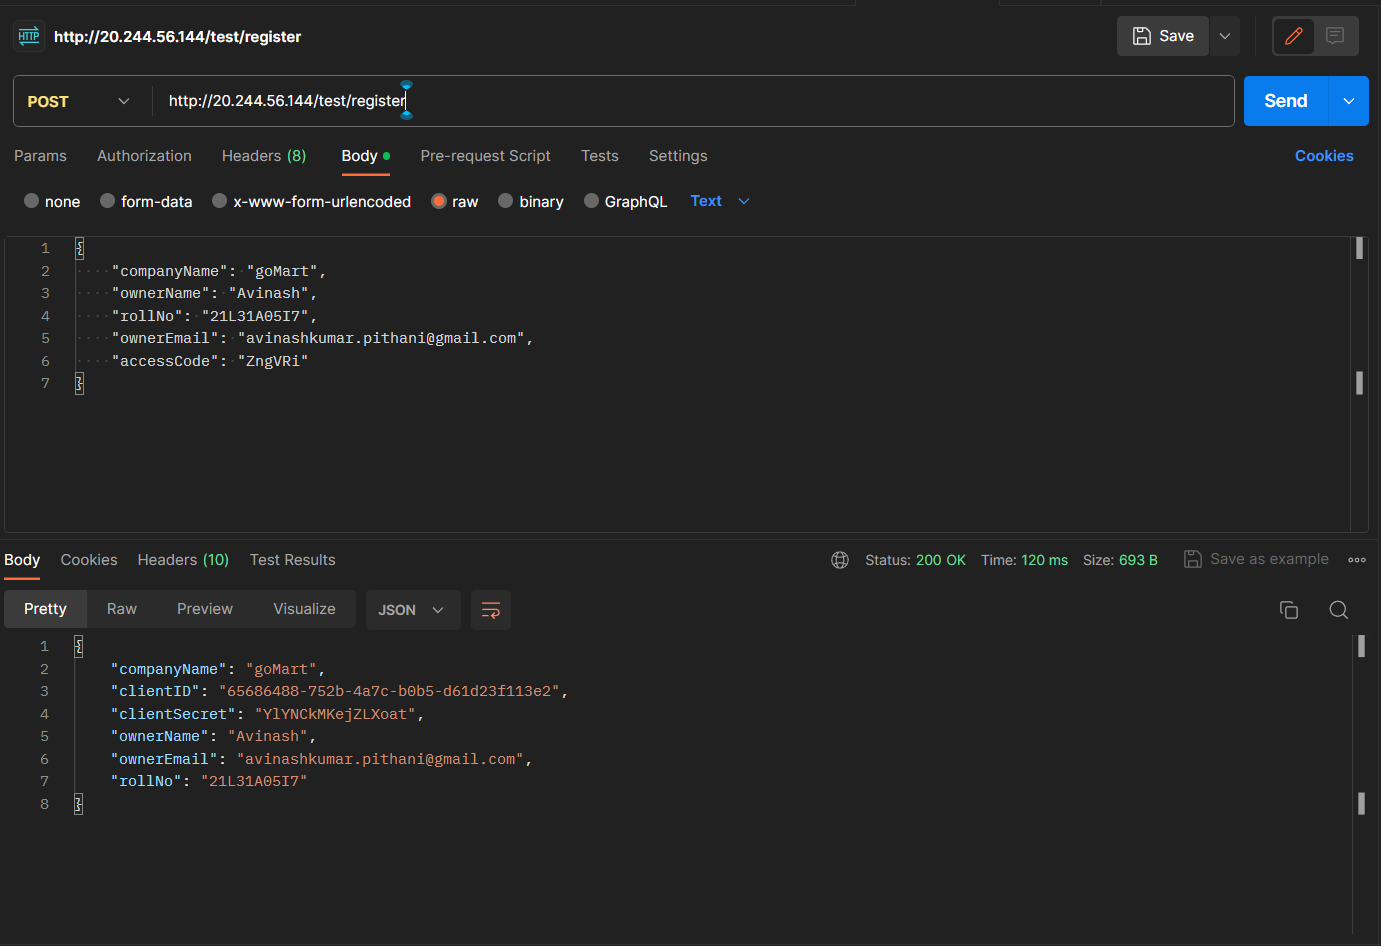 HTTP http://20.244.56.144/test/register Save
POST http://20.244.56.144/test/register Send
Params Authorization Headers (8) Body Pre-request Script Tests Settings Cookies
none form-data x-www-form-urlencoded raw binary GraphQL Text
1 {
2 "companyName": "goMart",
3 "ownerName": "Avinash",
4 "rollNo": "21L31A05I7",
5 "ownerEmail": "avinashkumar.pithani@gmail.com",
6 "accessCode": "ZngVRi"
7 }
Body Cookies Headers (10) Test Results Status: 200 OK Time: 120 ms Size: 693 B Save as example
Pretty Raw Preview Visualize JSON
1 {
2 "companyName": "goMart",
3 "clientID": "65686488-752b-4a7c-b0b5-d61d23f113e2",
4 "clientSecret": "YlYNCkMKejZLXoat",
5 "ownerName": "Avinash",
6 "ownerEmail": "avinashkumar.pithani@gmail.com",
7 "rollNo": "21L31A05I7"
8 }